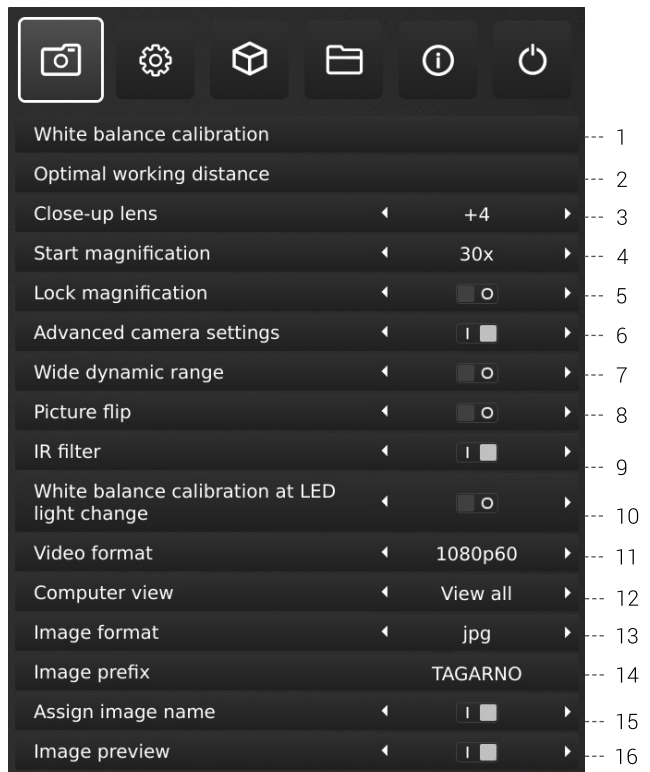 White balance calibration 1
Optimal working distance 2
Close-up lens +4 3
Start magnification 30x 4
Lock magnification O 5
Advanced camera settings I 6
Wide dynamic range O 7
Picture flip O 8
IR filter I 9
White balance calibration at LED
light change O 10
Video format 1080p60 11
Computer view View all 12
Image format jpg 13
Image prefix TAGARNO 14
Assign image name I 15
Image preview I 16